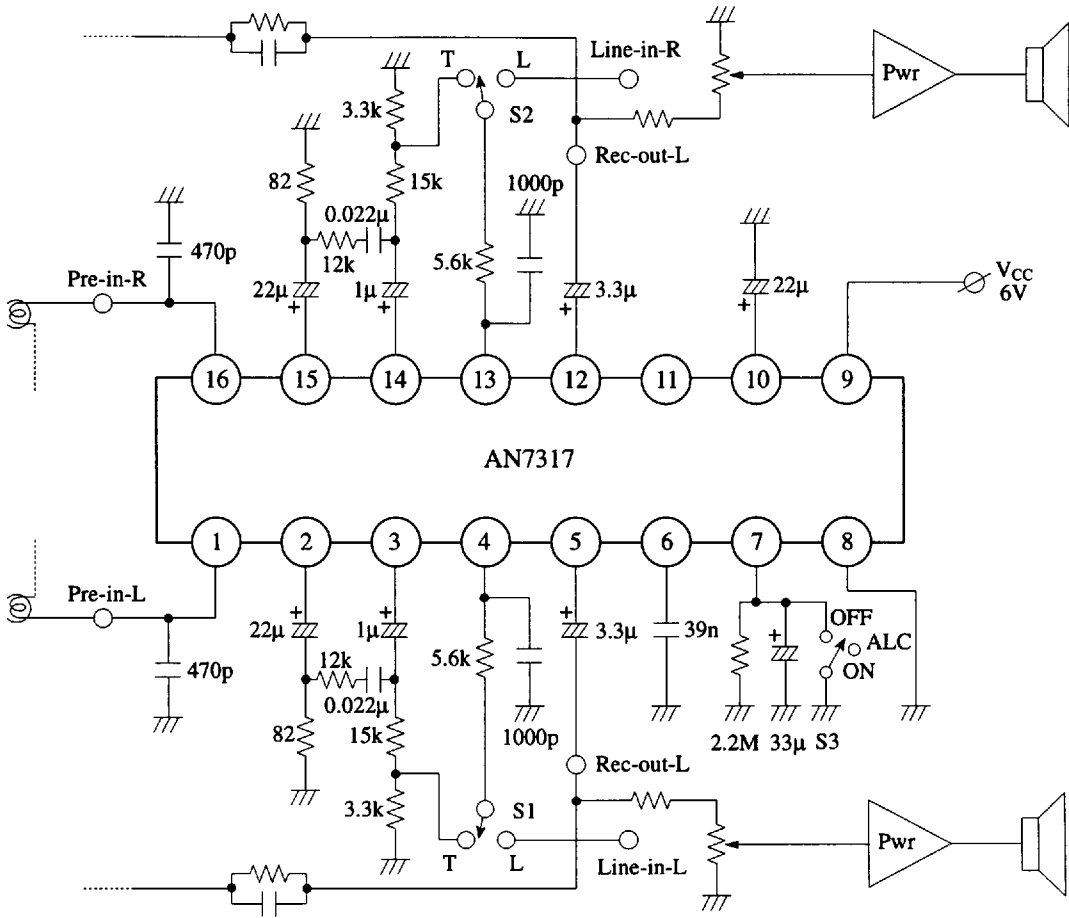 T
L
Line-in-R
Pwr
3.3k
S2
Rec-out-L
82
15k
1000p
0.022μ
12k
470p
5.6k
Pre-in-R
22μ
+
1μ
+
3.3μ
+
22μ
+
VCC
6V
16
15
14
13
12
11
10
9
AN7317
1
2
3
4
5
6
7
8
Pre-in-L
+
22μ
+
1μ
5.6k
+
3.3μ
39n
+
OFF
ALC
ON
470p
12k
0.022μ
82
15k
1000p
2.2M
33μ
S3
Rec-out-L
3.3k
S1
T
L
Line-in-L
Pwr